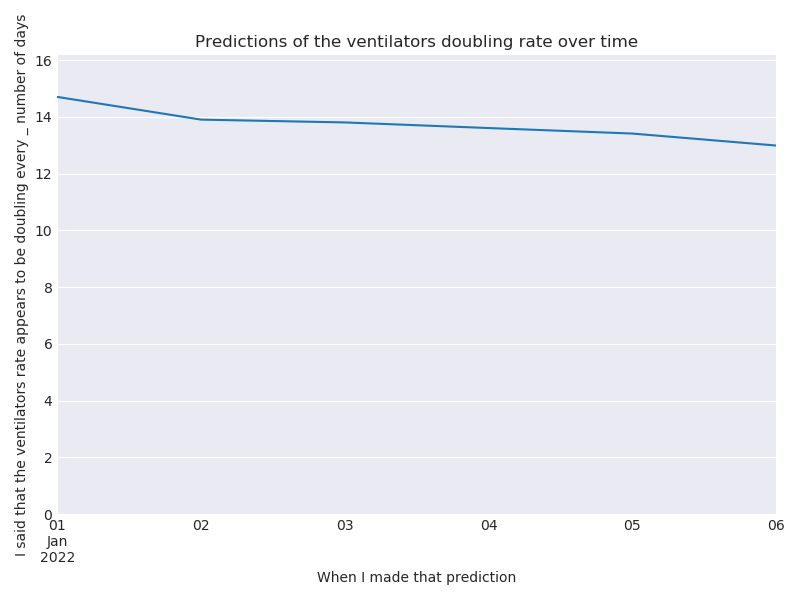 Predictions of the ventilators doubling rate over time
I said that the ventilators rate appears to be doubling every _ number of days
16
14
12
10
8
6
4
2
0
01 02 03 04 05 06
Jan
2022
When I made that prediction